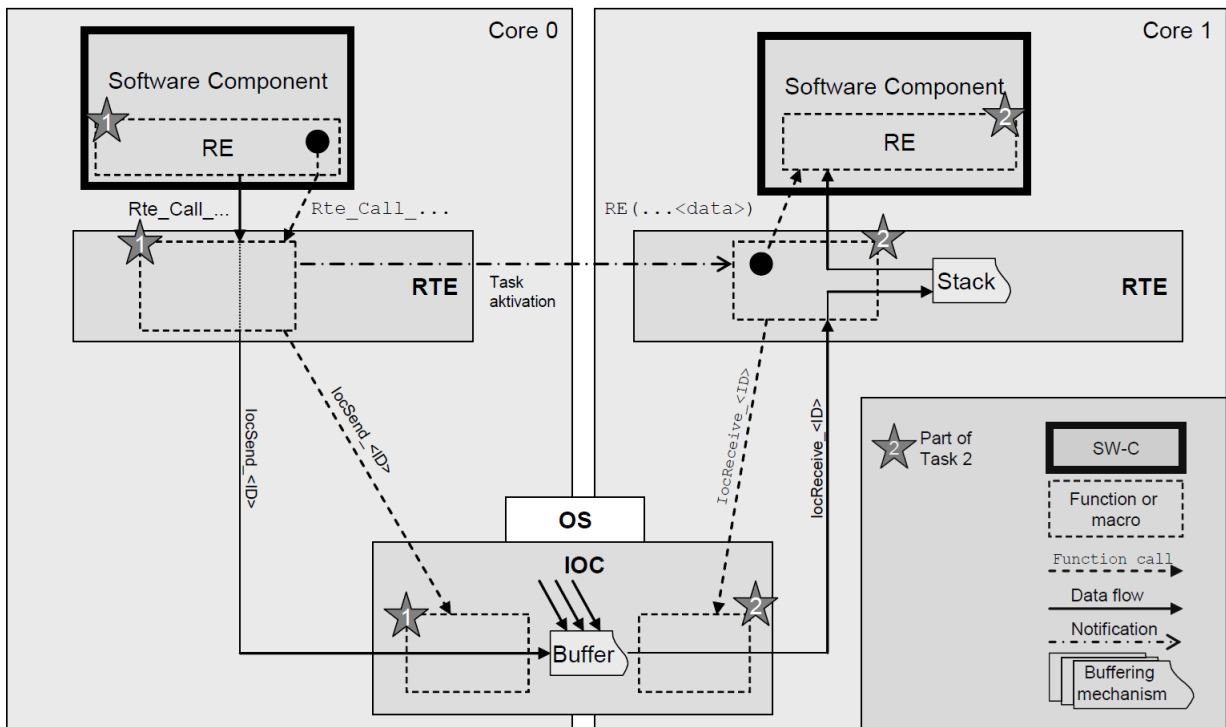 Core 0
Software Component
1
RE
Rte_Call_...
Rte_Call_...
1
RTE
Task
aktivation
IocSend_<ID>
IocSend_<ID>
Core 1
Software Component
2
RE
RE(...<data>)
2
Stack
RTE
IocReceive_<ID>
IocReceive_<ID>
OS
IOC
1
2
Buffer
2
Part of
Task 2
SW-C
Function or
macro
Function call
Data flow
Notification
Buffering
mechanism